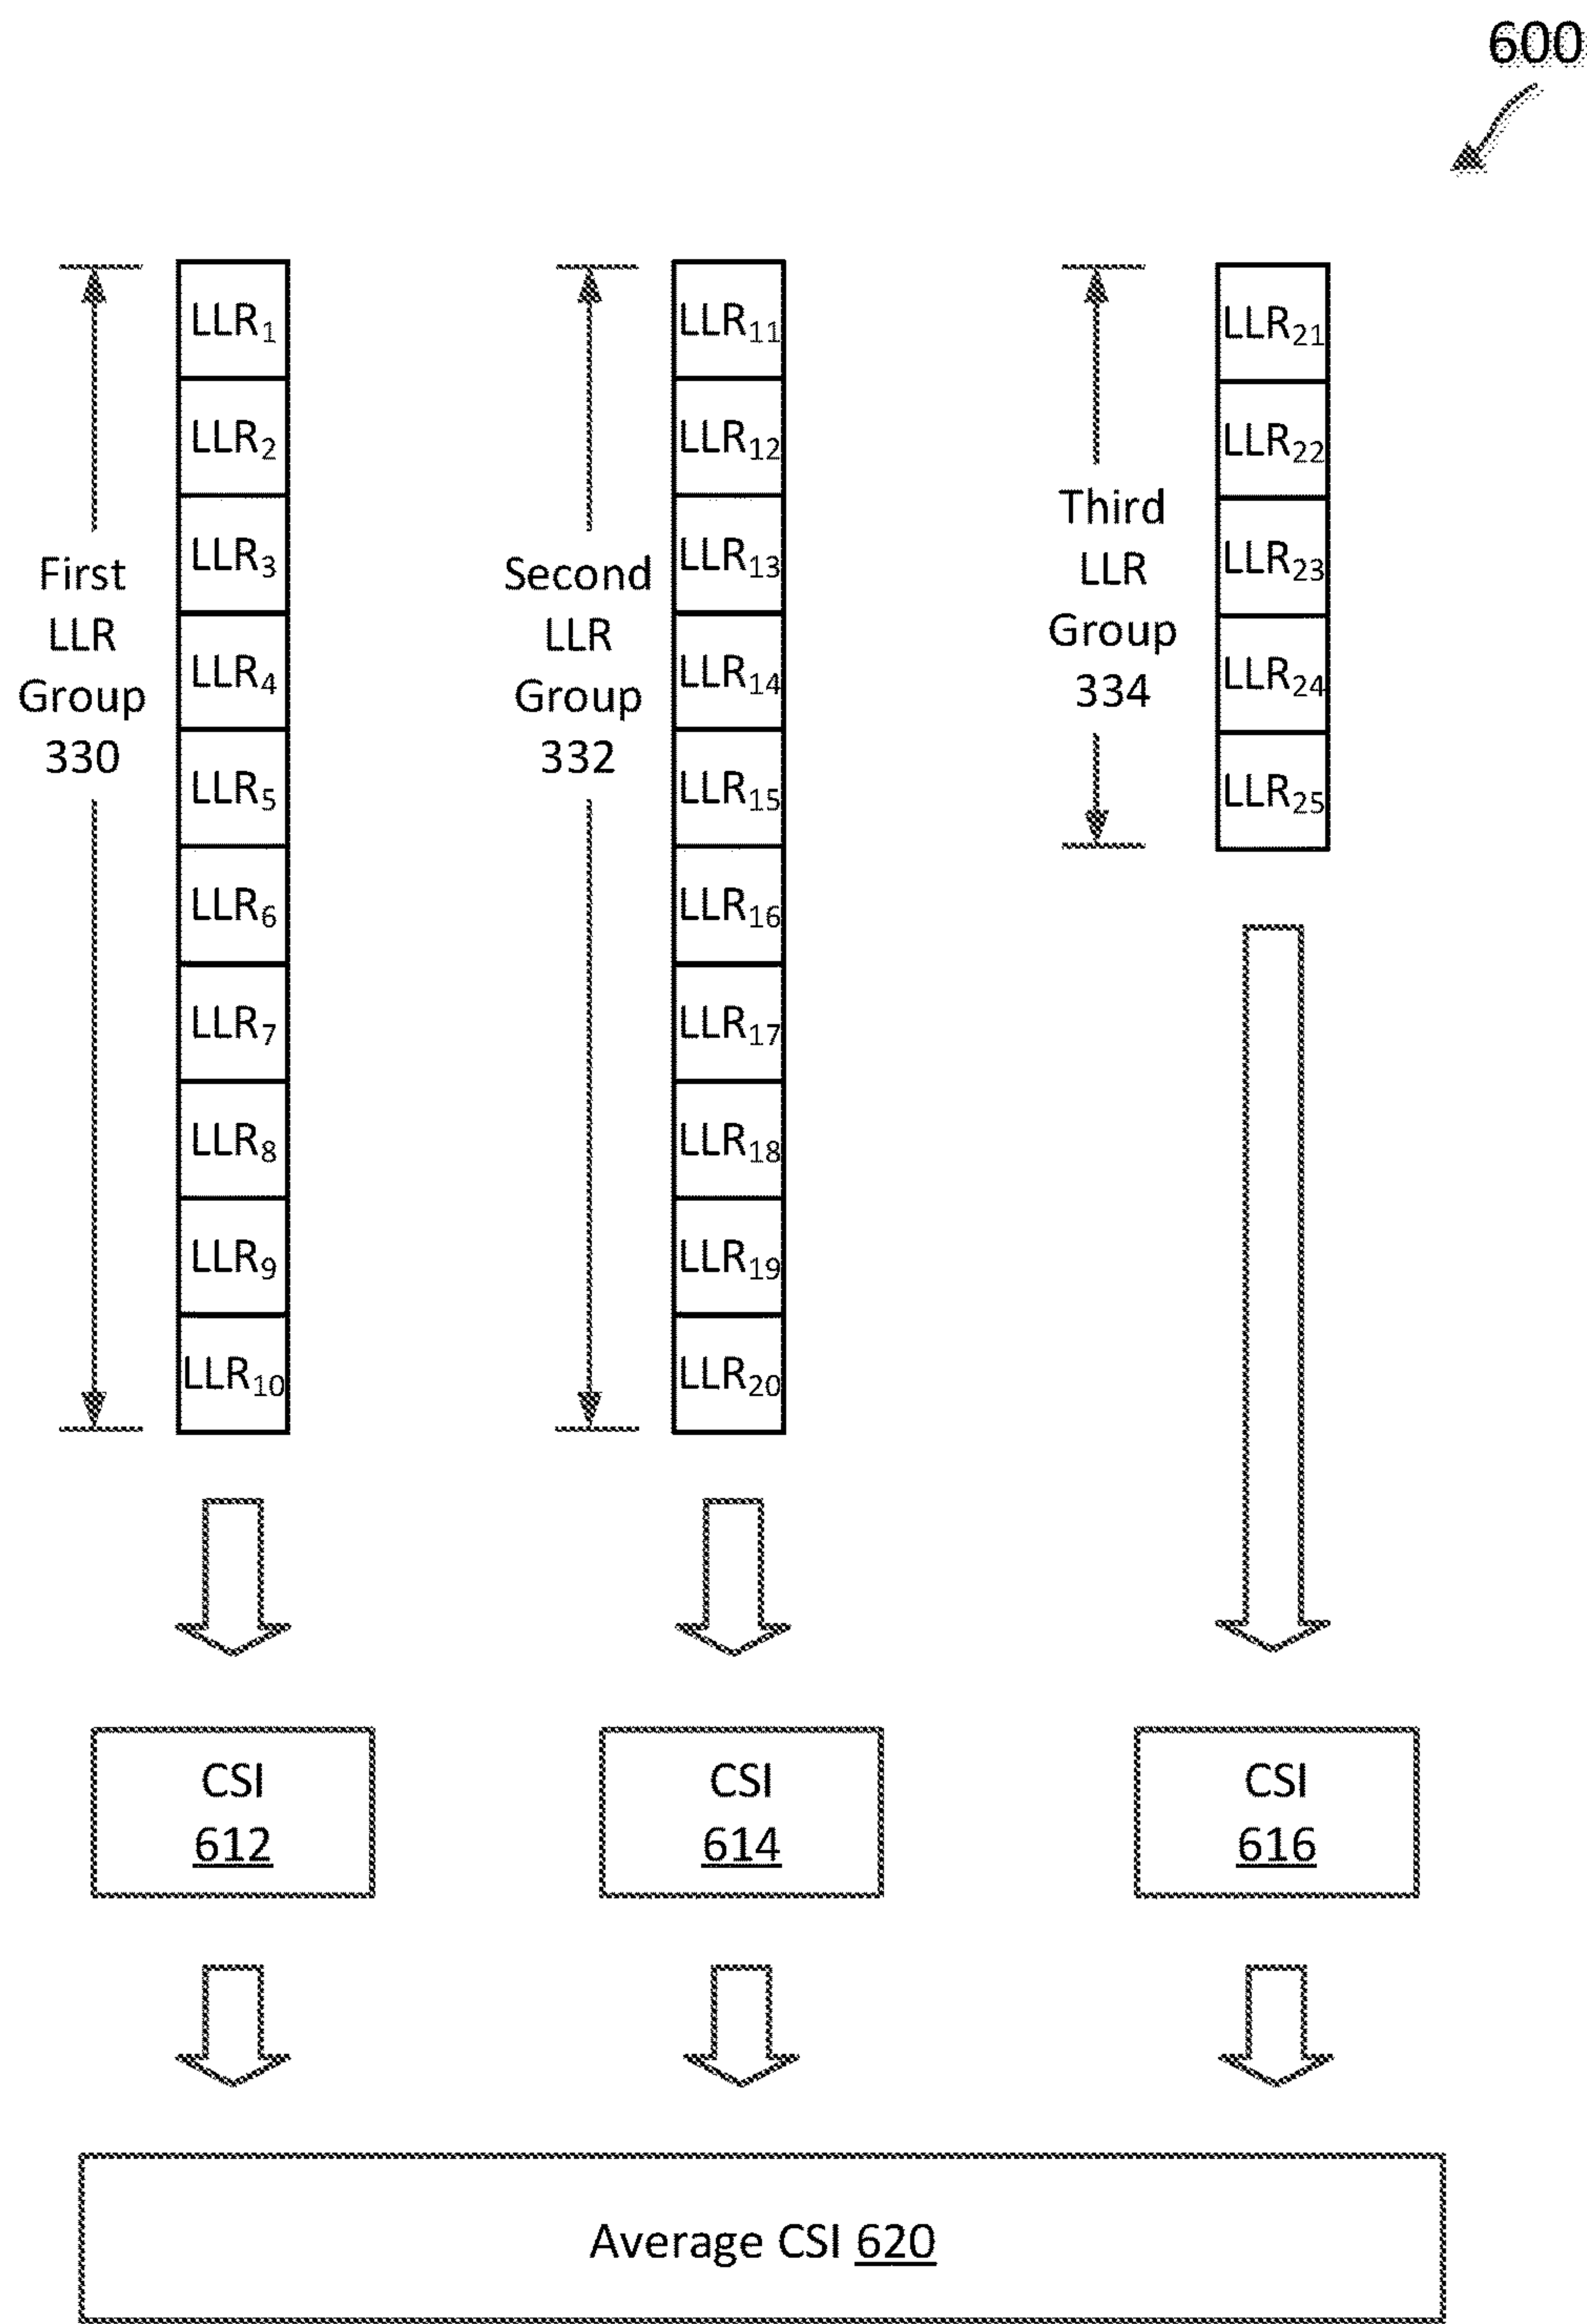 600
First
LLR
Group
330
LLR₁
LLR₂
LLR₃
LLR₄
LLR₅
LLR₆
LLR₇
LLR₈
LLR₉
LLR₁₀
Second
LLR
Group
332
LLR₁₁
LLR₁₂
LLR₁₃
LLR₁₄
LLR₁₅
LLR₁₆
LLR₁₇
LLR₁₈
LLR₁₉
LLR₂₀
Third
LLR
Group
334
LLR₂₁
LLR₂₂
LLR₂₃
LLR₂₄
LLR₂₅
CSI
612
CSI
614
CSI
616
Average CSI 620